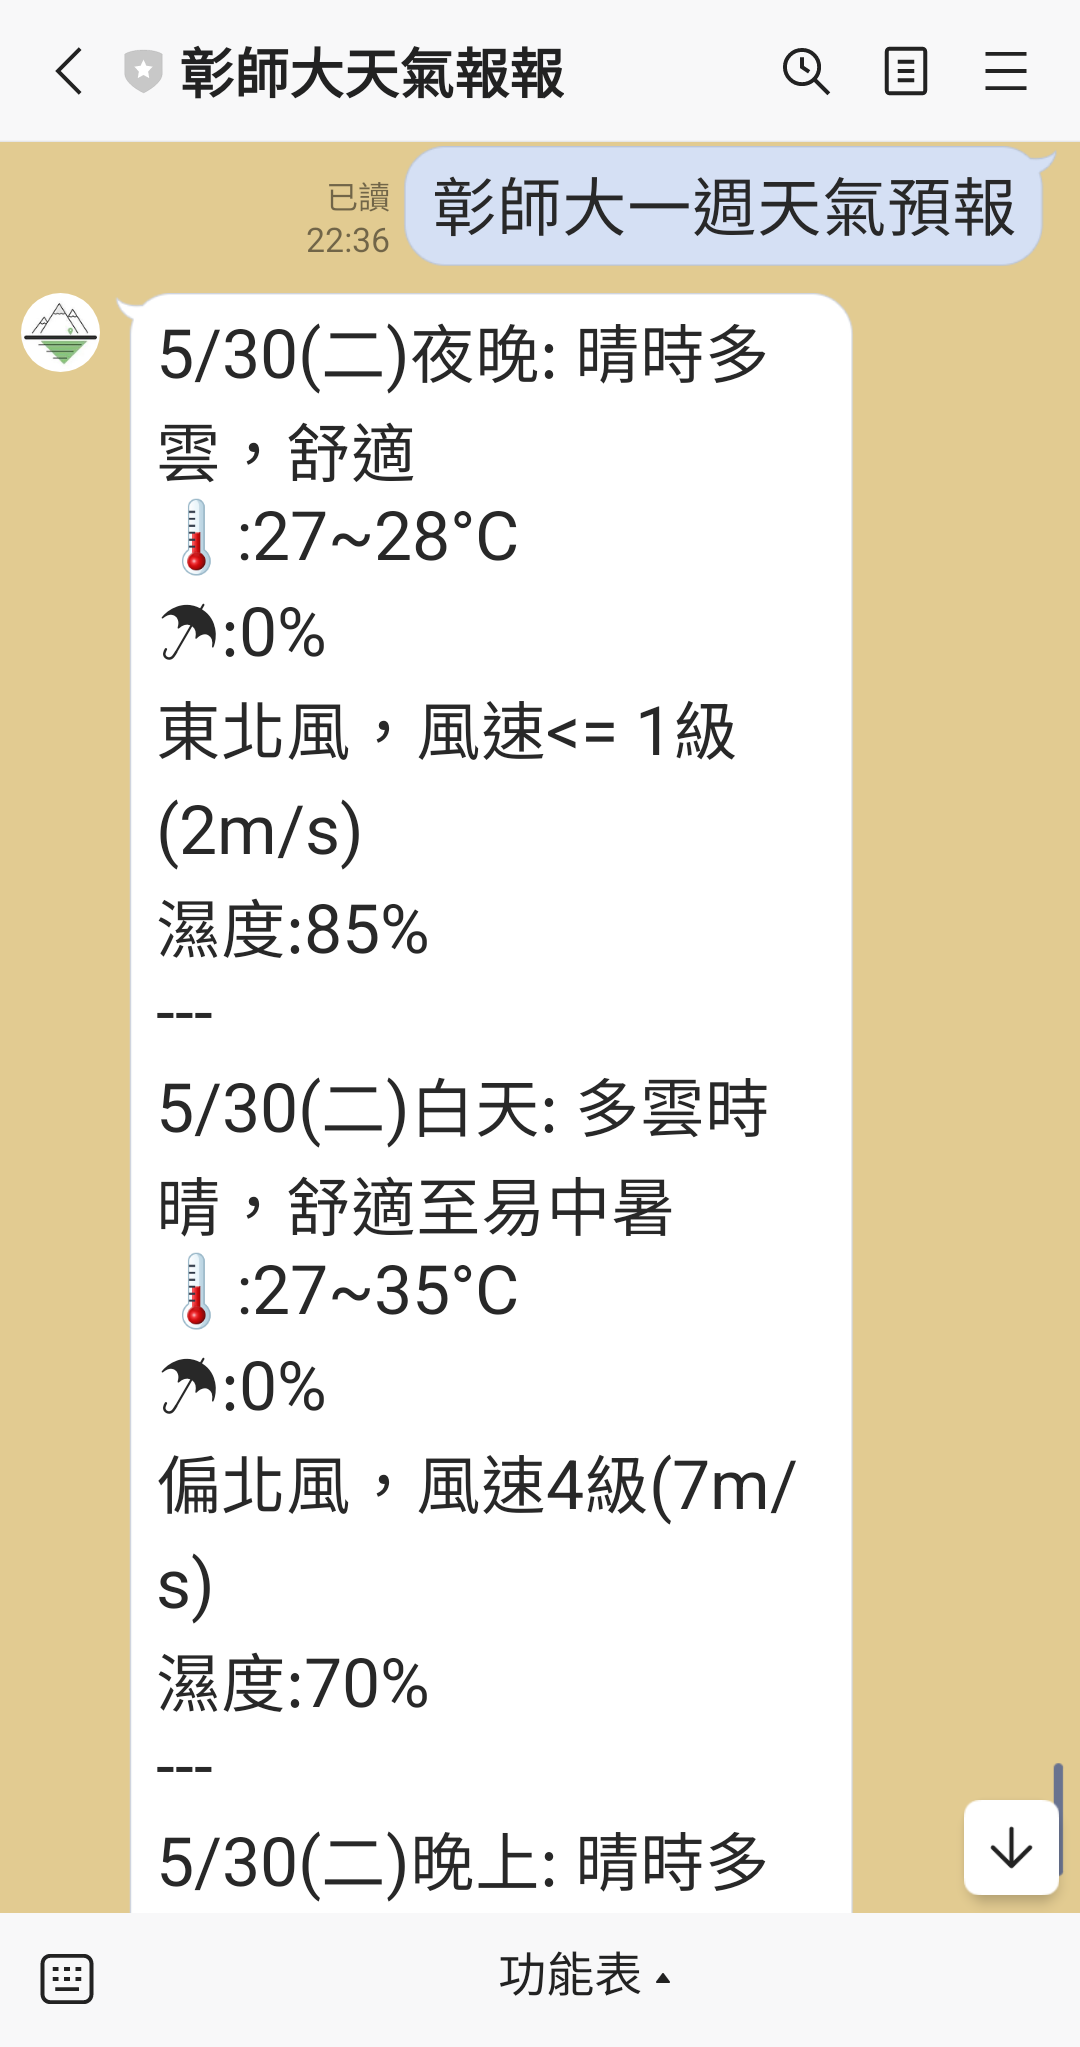 彰師大天氣報報
彰師大一週天氣預報
已讀
22:36
5/30(二)夜晚: 晴時多
雲，舒適
🌡️:27~28°C
☂:0%
東北風，風速<= 1級
(2m/s)
濕度:85%
---
5/30(二)白天: 多雲時
晴，舒適至易中暑
🌡️:27~35°C
☂:0%
偏北風，風速4級(7m/
s)
濕度:70%
---
5/30(二)晚上: 晴時多
功能表